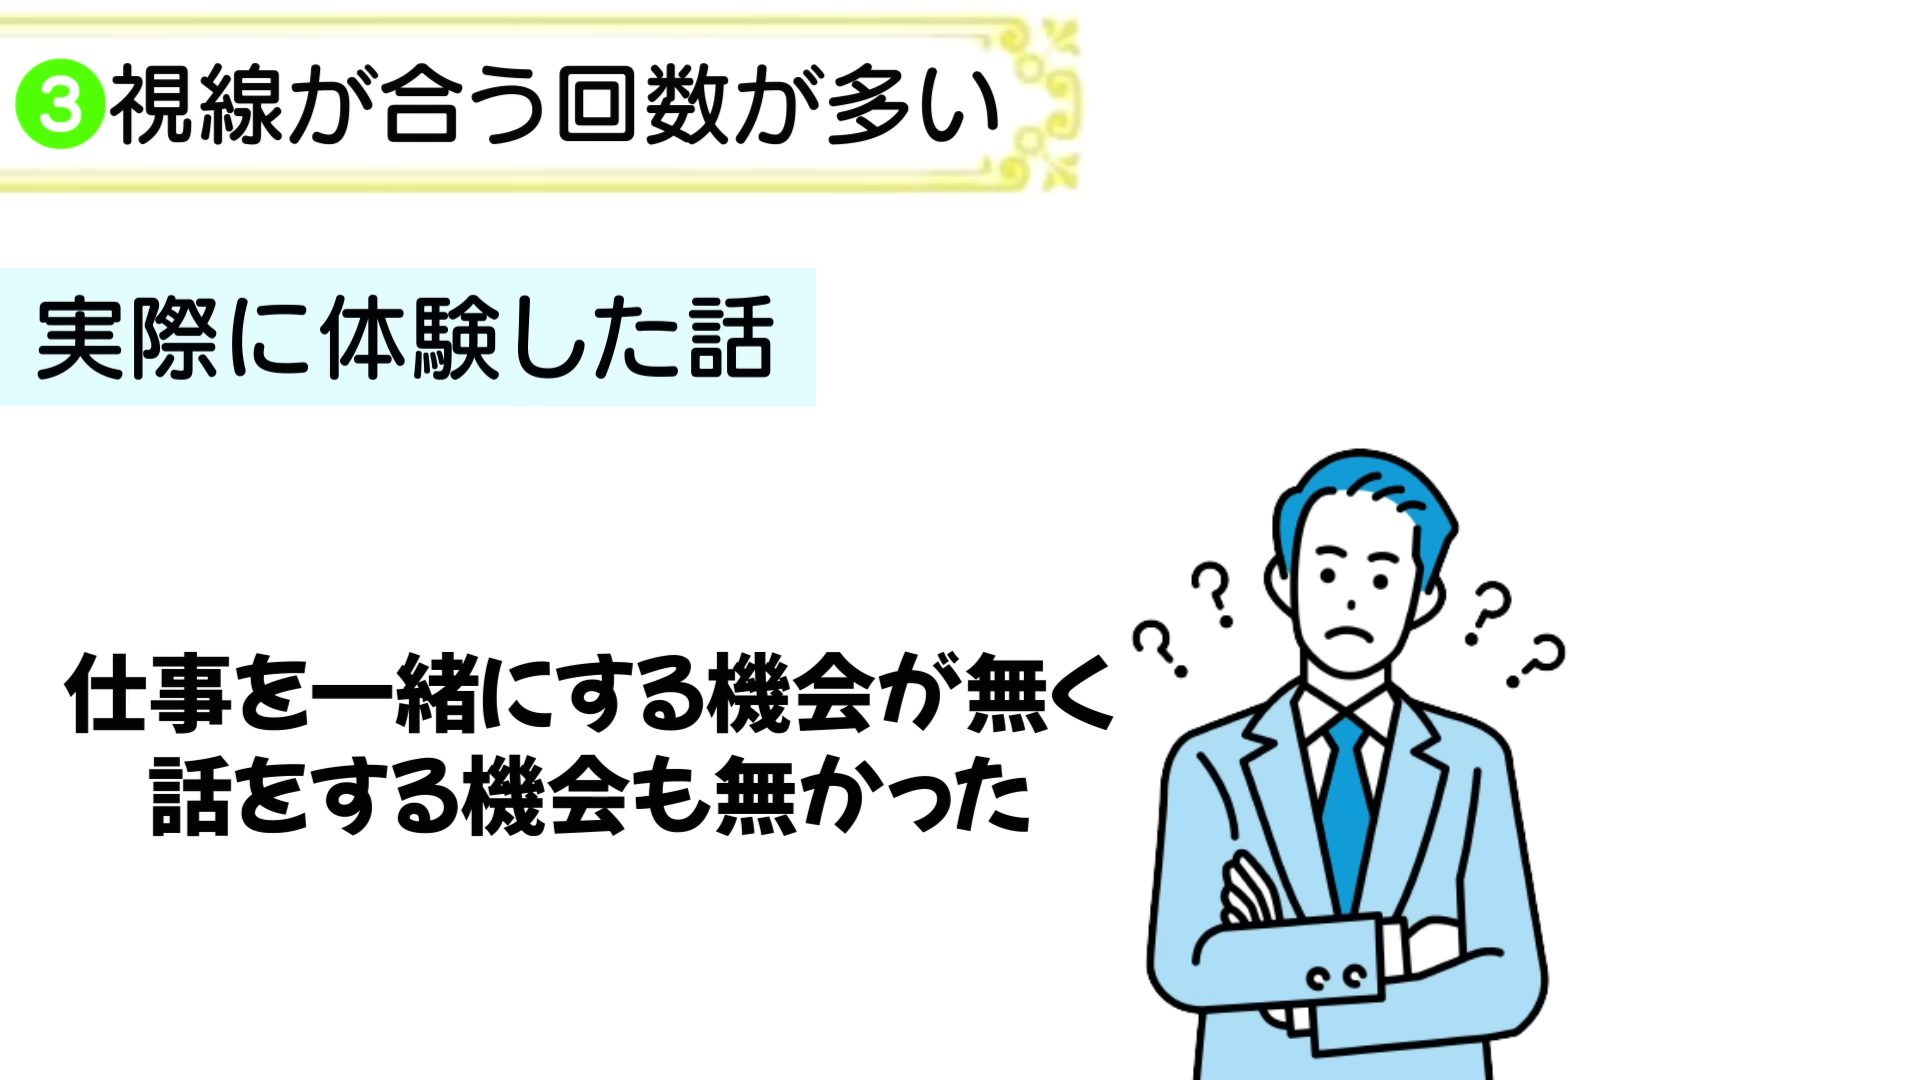 ❸視線が合う回数が多い
実際に体験した話
仕事を一緒にする機会が無く
話をする機会も無かった
? ? ? ?